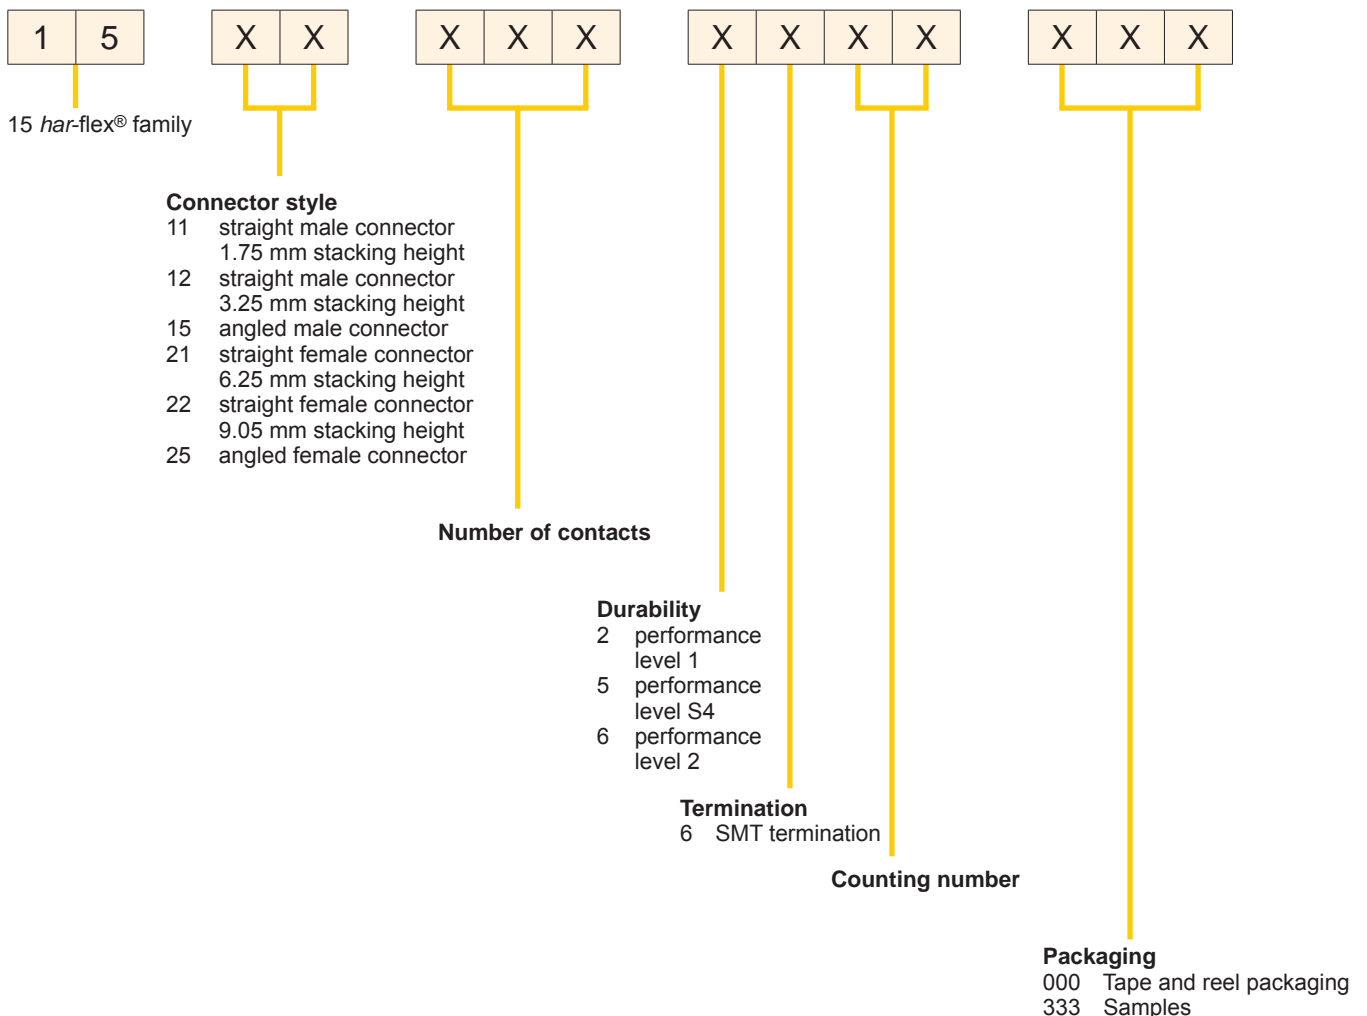 1 5 X X X X X X X X X X X X
15 har-flex® family
Connector style
11 straight male connector
1.75 mm stacking height
12 straight male connector
3.25 mm stacking height
15 angled male connector
21 straight female connector
6.25 mm stacking height
22 straight female connector
9.05 mm stacking height
25 angled female connector
Number of contacts
Durability
2 performance
level 1
5 performance
level S4
6 performance
level 2
Termination
6 SMT termination
Counting number
Packaging
000 Tape and reel packaging
333 Samples